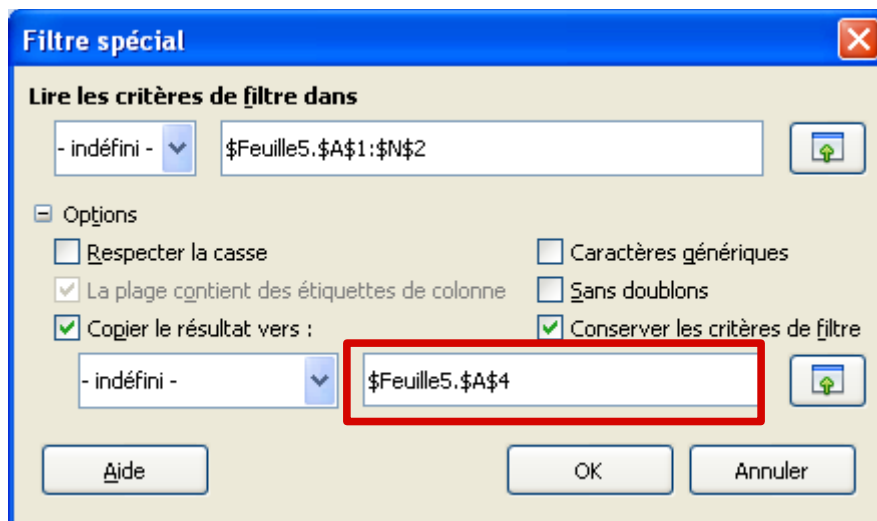 Filtre spécial
Lire les critères de filtre dans
- indéfini - $Feuille5.$A$1:$N$2
Options
Respecter la casse Caractères génériques
La plage contient des étiquettes de colonne Sans doublons
Copier le résultat vers : Conserver les critères de filtre
- indéfini - $Feuille5.$A$4
Aide OK Annuler